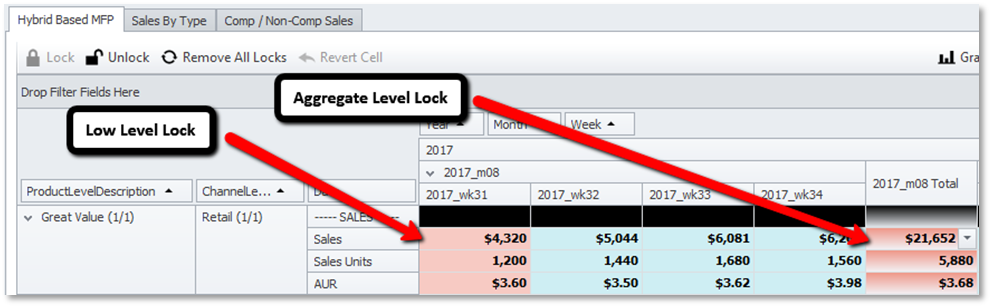 Hybrid Based MFP Sales By Type Comp / Non-Comp Sales
Lock Unlock Remove All Locks Revert Cell Gra
Drop Filter Fields Here
Aggregate Level Lock
Low Level Lock
Year Month Week
2017
2017_m08
2017_m08 Total
ProductLevelDescription ChannelLe... 2017_wk31 2017_wk32 2017_wk33 2017_wk34
Great Value (1/1) Retail (1/1) ----- SALES
Sales $4,320 $5,044 $6,081 $21,652
Sales Units 1,200 1,440 1,680 1,560 5,880
AUR $3.60 $3.50 $3.62 $3.98 $3.68